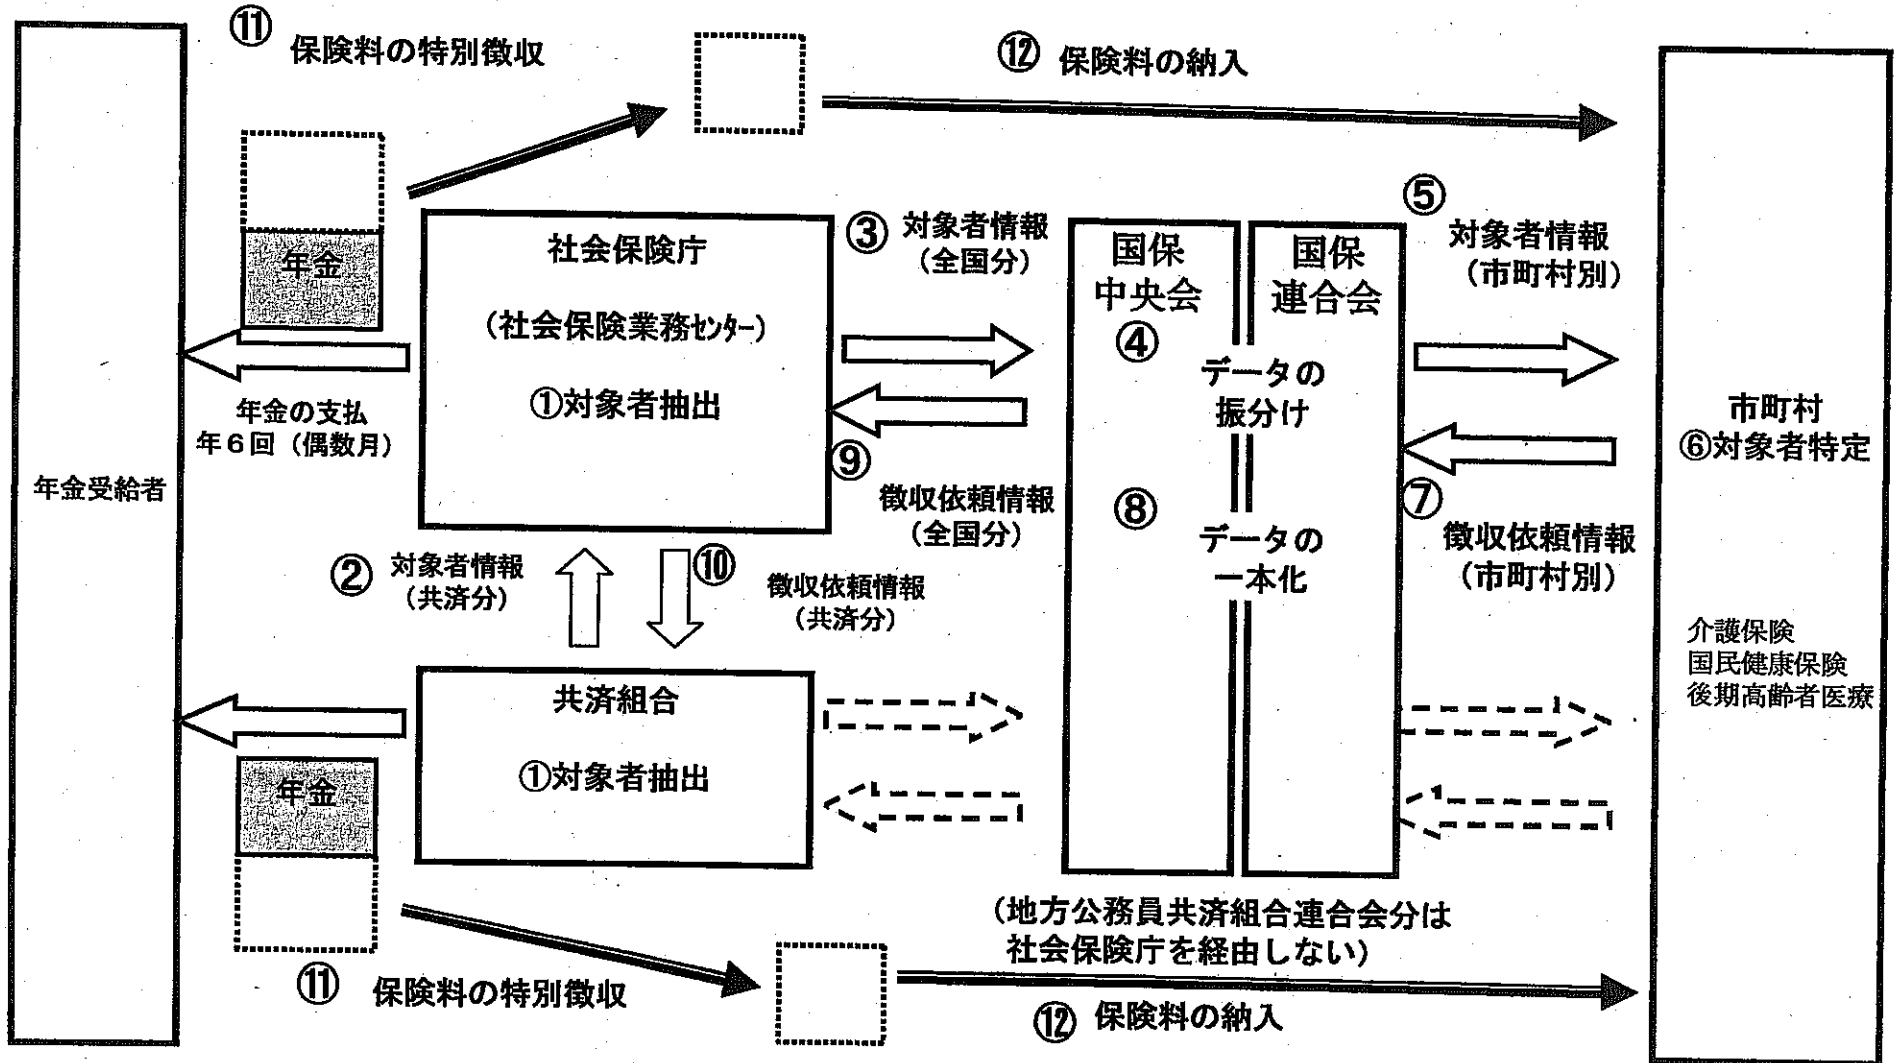 ⑪ 保険料の特別徴収
⑫ 保険料の納入
年金
年金の支払
年6回（偶数月）
年金受給者
社会保険庁
（社会保険業務ｾﾝﾀｰ）
①対象者抽出
③ 対象者情報
（全国分）
⑨
徴収依頼情報
（全国分）
国保
中央会
④
⑧
国保
連合会
データの
振分け
データの
一本化
⑤
対象者情報
（市町村別）
⑦
徴収依頼情報
（市町村別）
市町村
⑥対象者特定
介護保険
国民健康保険
後期高齢者医療
② 対象者情報
（共済分）
⑩
徴収依頼情報
（共済分）
共済組合
①対象者抽出
年金
（地方公務員共済組合連合会分は
社会保険庁を経由しない）
⑪ 保険料の特別徴収
⑫ 保険料の納入